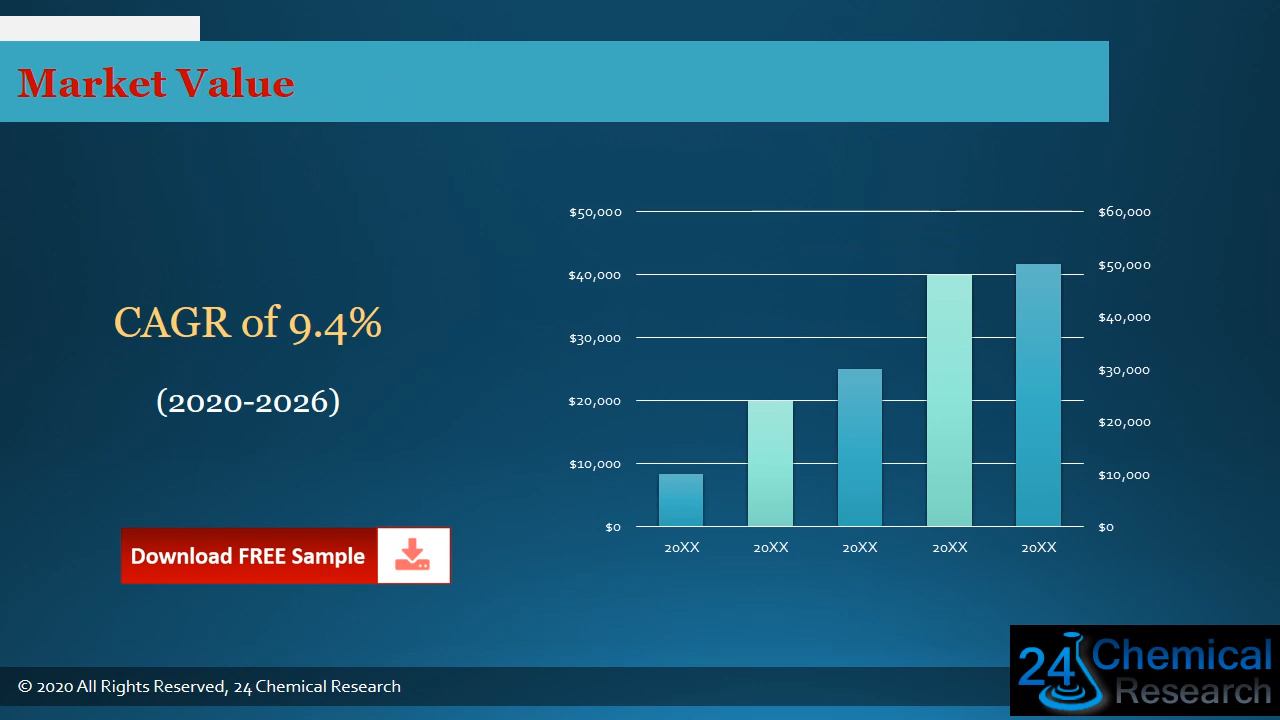 Market Value
CAGR of 9.4%
(2020-2026)
Download FREE Sample
$50,000
$40,000
$30,000
$20,000
$10,000
$0
$60,000
$50,000
$40,000
$30,000
$20,000
$10,000
$0
20XX 20XX 20XX 20XX 20XX
© 2020 All Rights Reserved, 24 Chemical Research
24 Chemical
Research